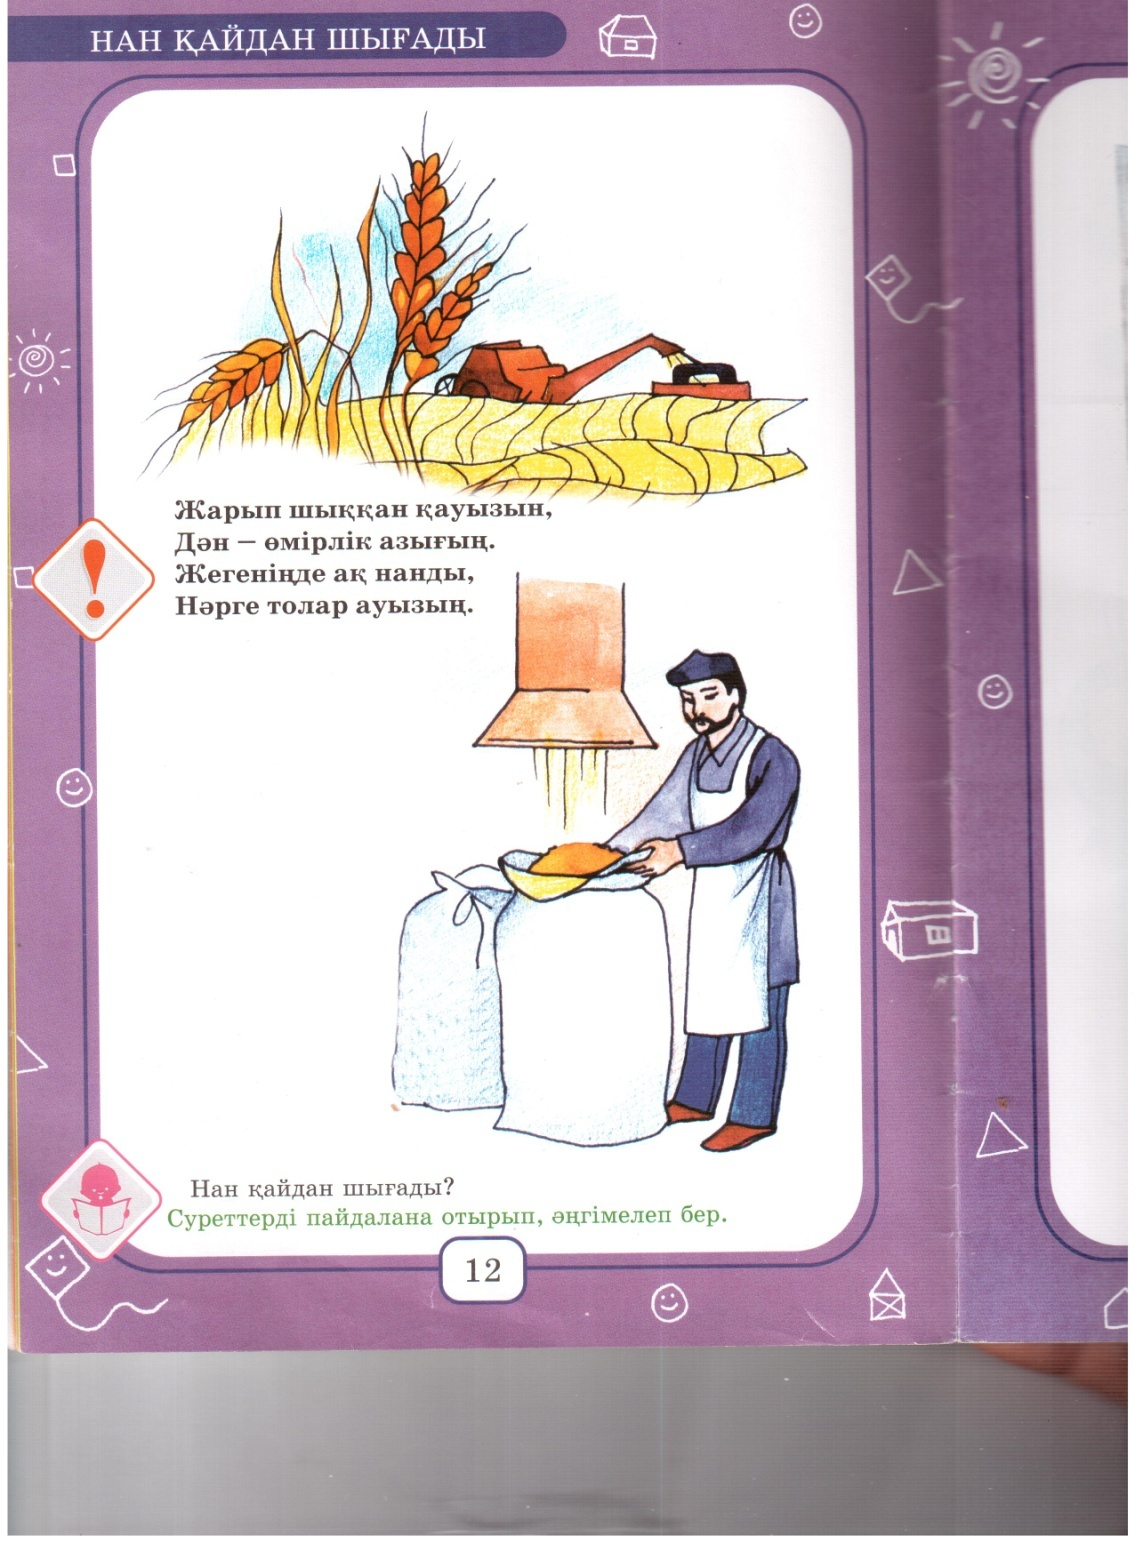 НАН ҚАЙДАН ШЫҒАДЫ
Жарып шыққан қауызын,
Дән – өмірлік азығың.
Жегеніңде ақ нанды,
Нәрге толар ауызың.
Нан қайдан шығады?
Суреттерді пайдалана отырып, әңгімелеп бер.
12